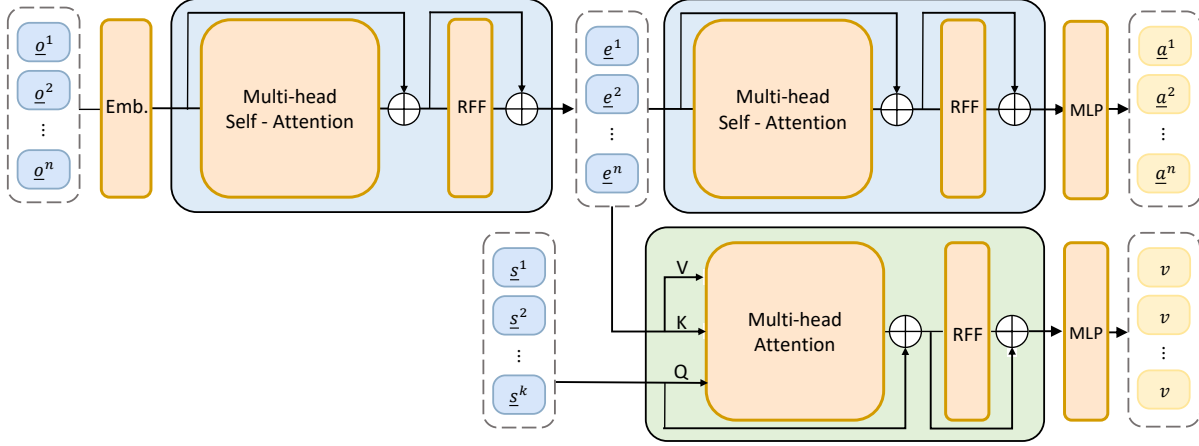 o¹
o²
⋮
oⁿ
Emb.
Multi-head
Self - Attention
RFF
e¹
e²
⋮
eⁿ
Multi-head
Self - Attention
RFF
MLP
a¹
a²
⋮
aⁿ
s¹
s²
⋮
sᵏ
V
K
Q
Multi-head
Attention
RFF
MLP
v
v
⋮
v